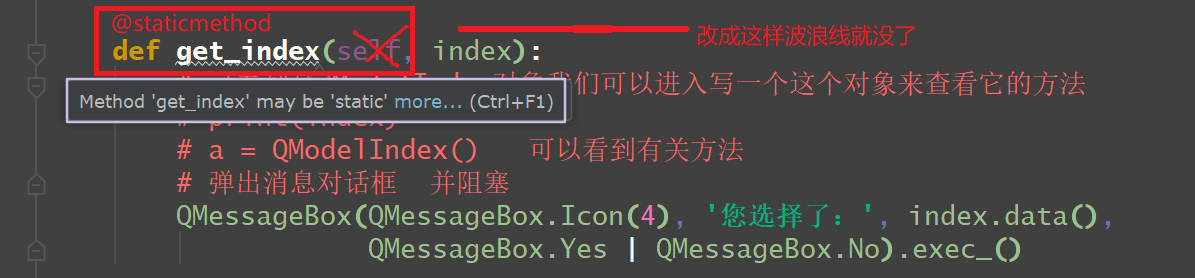 @staticmethod
def get_index(self, index):
改成这样波浪线就没了
对象我们可以进入写一个这个对象来查看它的方法
Method 'get_index' may be 'static' more... (Ctrl+F1)
# a = QModelIndex() 可以看到有关方法
# 弹出消息对话框 并阻塞
QMessageBox(QMessageBox.Icon(4), '您选择了：', index.data(),
QMessageBox.Yes | QMessageBox.No).exec_()